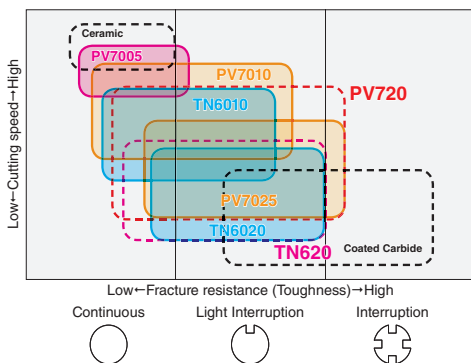 Ceramic
PV7005
PV7010
PV720
TN6010
PV7025
TN6020
TN620
Coated Carbide
Low←Cutting speed→High
Low←Fracture resistance (Toughness)→High
Continuous
Light Interruption
Interruption